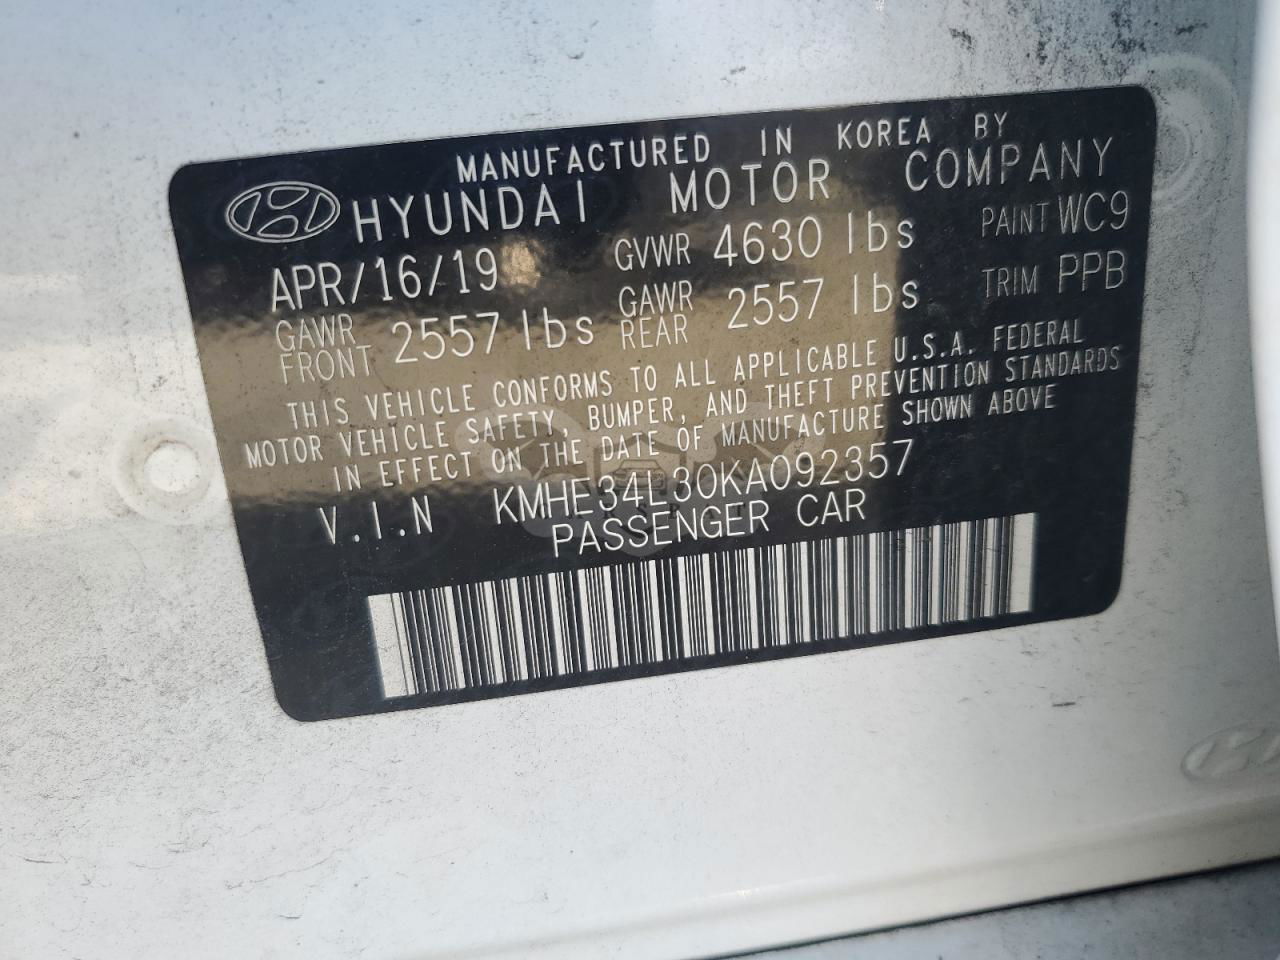 MANUFACTURED IN KOREA BY
HYUNDAI MOTOR COMPANY
APR/16/19 GVWR 4630 lbs PAINT WC9
GAWR FRONT 2557 lbs GAWR REAR 2557 lbs TRIM PPB
THIS VEHICLE CONFORMS TO ALL APPLICABLE U.S.A. FEDERAL
MOTOR VEHICLE SAFETY, BUMPER, AND THEFT PREVENTION STANDARDS
IN EFFECT ON THE DATE OF MANUFACTURE SHOWN ABOVE
V.I.N KMHE34L30KA092357
PASSENGER CAR